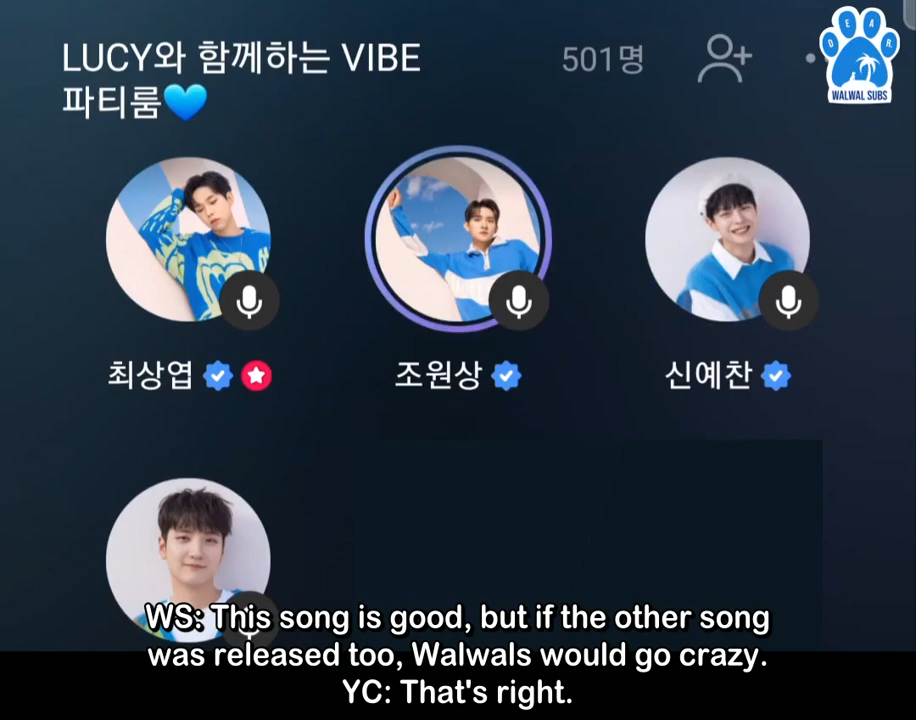 LUCY와 함께하는 VIBE
파티룸💙
501명
DEAR.
WALWAL SUBS
최상엽
조원상
신예찬
WS: This song is good, but if the other song
was released too, Walwals would go crazy.
YC: That's right.